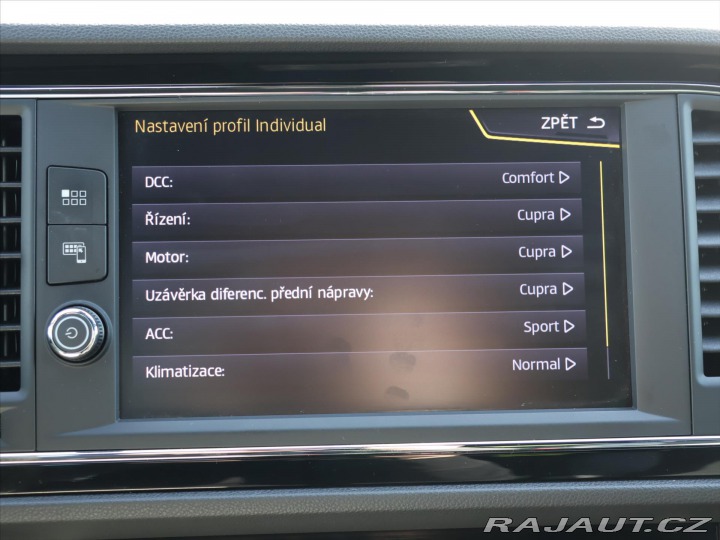 Nastavení profil Individual
ZPĚT
DCC: Comfort
Řízení: Cupra
Motor: Cupra
Uzávěrka diferenc. přední nápravy: Cupra
ACC: Sport
Klimatizace: Normal
RAJAUT.CZ